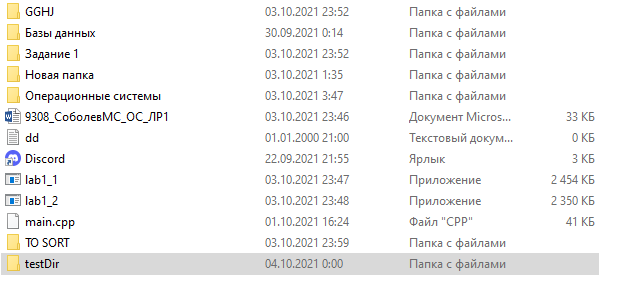 GGHJ 03.10.2021 23:52 Папка с файлами
Базы данных 30.09.2021 0:14 Папка с файлами
Задание 1 03.10.2021 23:52 Папка с файлами
Новая папка 03.10.2021 1:35 Папка с файлами
Операционные системы 03.10.2021 3:47 Папка с файлами
9308_СоболевМС_ОС_ЛР1 03.10.2021 23:46 Документ Micros... 33 КБ
dd 01.01.2000 21:00 Текстовый докум... 0 КБ
Discord 22.09.2021 21:55 Ярлык 3 КБ
lab1_1 03.10.2021 23:47 Приложение 2 454 КБ
lab1_2 03.10.2021 23:48 Приложение 2 350 КБ
main.cpp 01.10.2021 16:24 Файл "CPP" 41 КБ
TO SORT 03.10.2021 23:59 Папка с файлами
testDir 04.10.2021 0:00 Папка с файлами